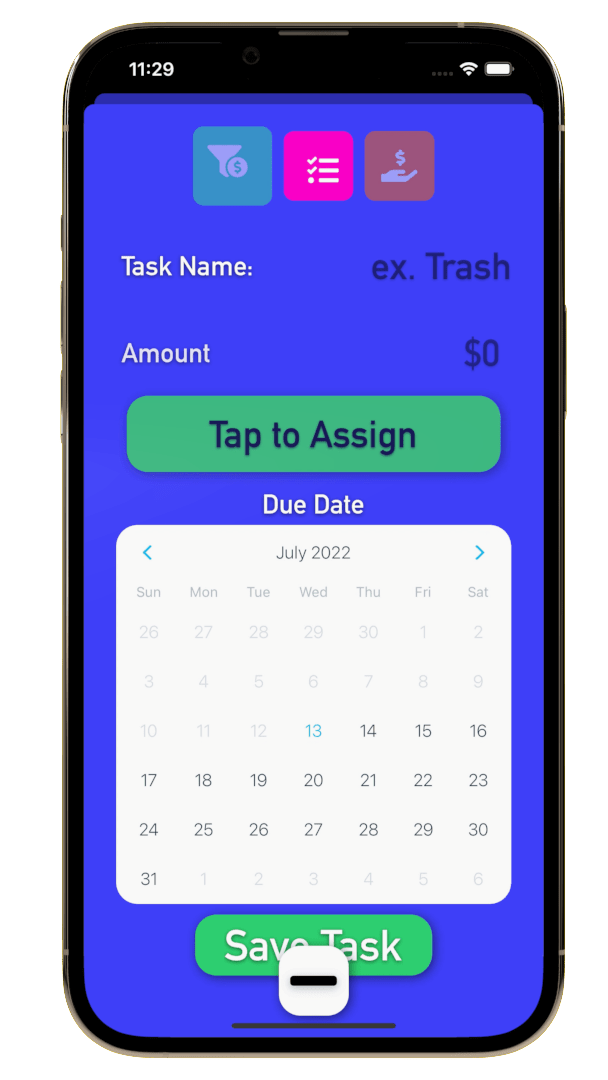 11:29
$
$
Task Name: ex. Trash
Amount $0
Tap to Assign
Due Date
July 2022
Sun Mon Tue Wed Thu Fri Sat
26 27 28 29 30 1 2
3 4 5 6 7 8 9
10 11 12 13 14 15 16
17 18 19 20 21 22 23
24 25 26 27 28 29 30
31 1 2 3 4 5 6
Save Task